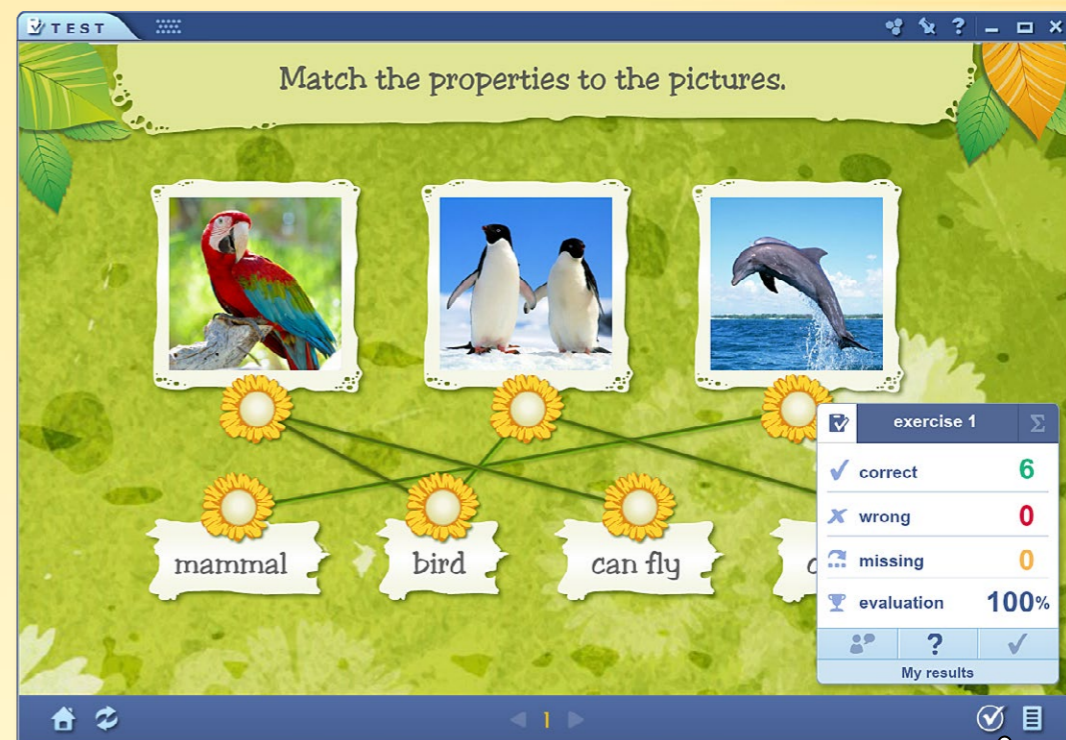 TEST
Match the properties to the pictures.
mammal
bird
can fly
exercise 1
Σ
correct 6
wrong 0
missing 0
evaluation 100%
?
My results
1